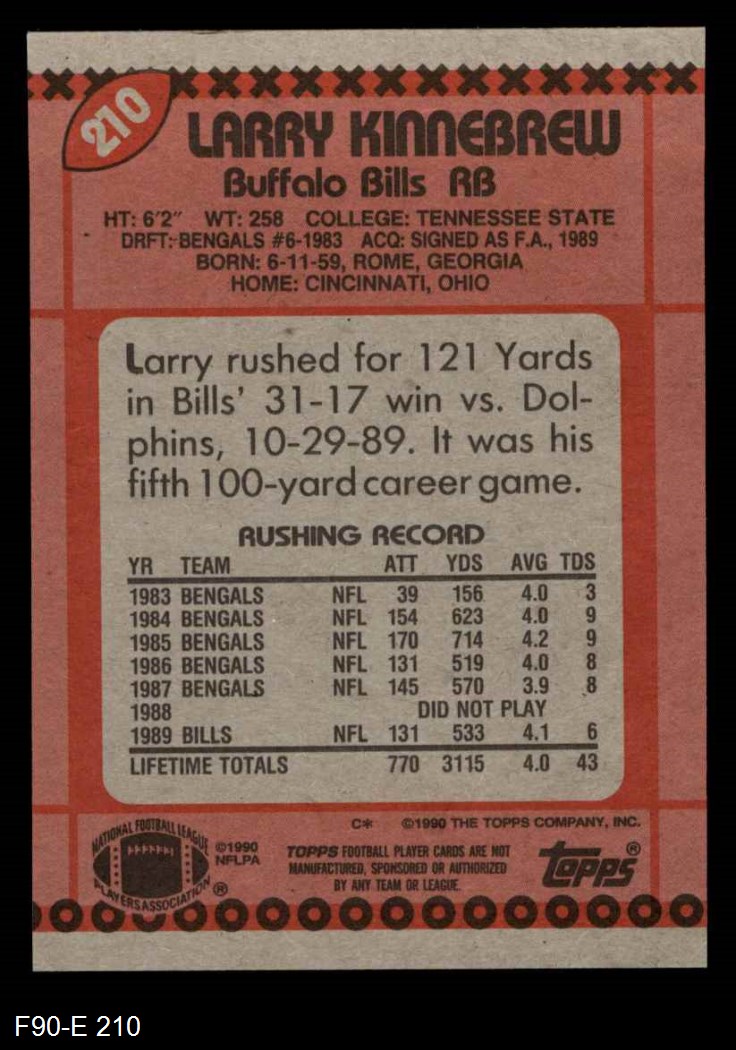 210
LARRY KINNEBREW
Buffalo Bills RB
HT: 6'2" WT: 258 COLLEGE: TENNESSEE STATE
DRFT: BENGALS #6-1983 ACQ: SIGNED AS F.A., 1989
BORN: 6-11-59, ROME, GEORGIA
HOME: CINCINNATI, OHIO
Larry rushed for 121 Yards
in Bills' 31-17 win vs. Dol-
phins, 10-29-89. It was his
fifth 100-yard career game.
RUSHING RECORD
YR TEAM ATT YDS AVG TDS
1983 BENGALS NFL 39 156 4.0 3
1984 BENGALS NFL 154 623 4.0 9
1985 BENGALS NFL 170 714 4.2 9
1986 BENGALS NFL 131 519 4.0 8
1987 BENGALS NFL 145 570 3.9 8
1988 DID NOT PLAY
1989 BILLS NFL 131 533 4.1 6
LIFETIME TOTALS 770 3115 4.0 43
C* ©1990 THE TOPPS COMPANY, INC.
NATIONAL FOOTBALL LEAGUE
PLAYERS ASSOCIATION ®
©1990
NFLPA
TOPPS FOOTBALL PLAYER CARDS ARE NOT
MANUFACTURED, SPONSORED OR AUTHORIZED
BY ANY TEAM OR LEAGUE.
topps®
F90-E 210